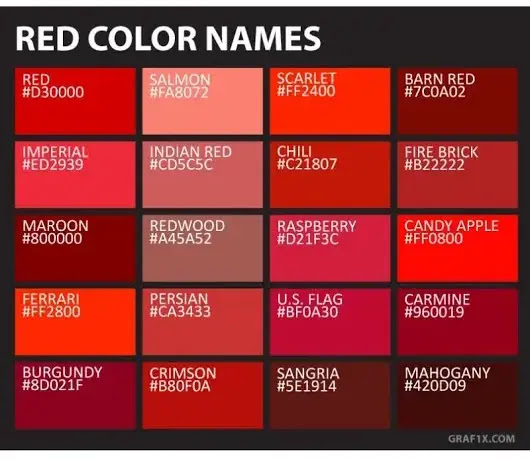 RED COLOR NAMES
RED
#D30000
SALMON
#FA8072
SCARLET
#FF2400
BARN RED
#7C0A02
IMPERIAL
#ED2939
INDIAN RED
#CD5C5C
CHILI
#C21807
FIRE BRICK
#B22222
MAROON
#800000
REDWOOD
#A45A52
RASPBERRY
#D21F3C
CANDY APPLE
#FF0800
FERRARI
#FF2800
PERSIAN
#CA3433
U.S. FLAG
#BF0A30
CARMINE
#960019
BURGUNDY
#8D021F
CRIMSON
#B80F0A
SANGRIA
#5E1914
MAHOGANY
#420D09
GRAF1X.COM